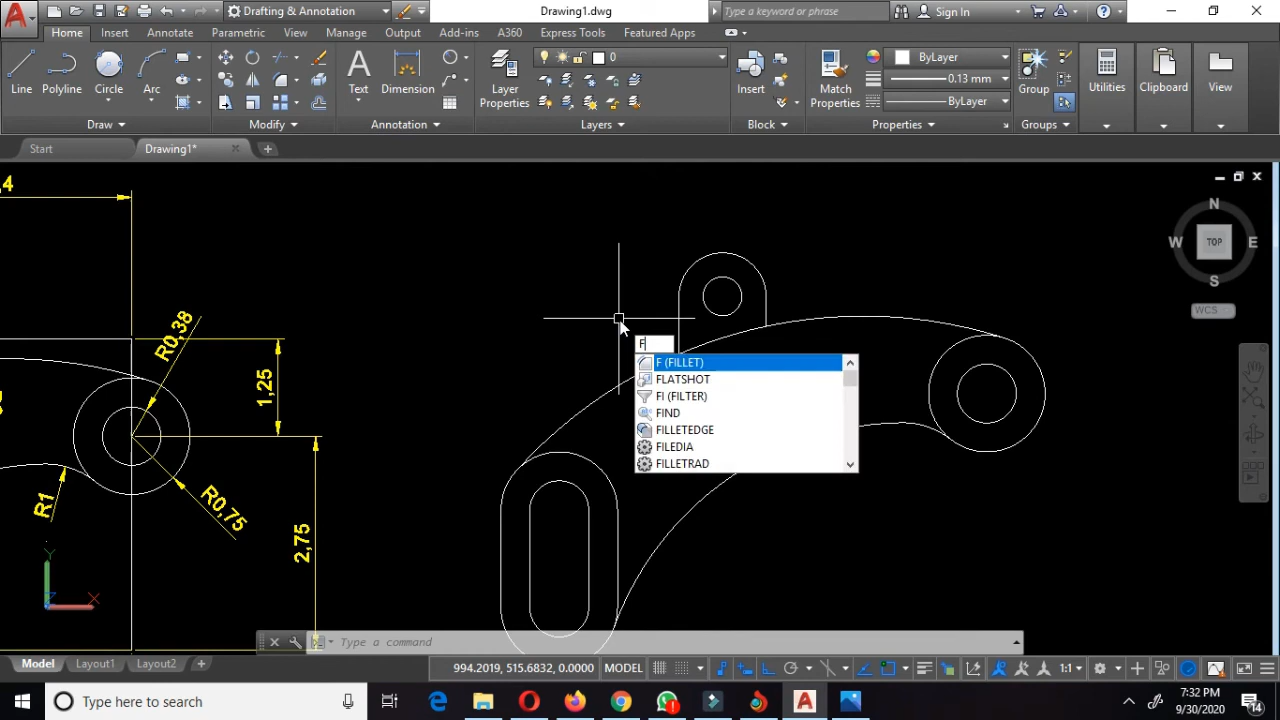 Drafting & Annotation
Drawing1.dwg
Type a keyword or phrase
Sign In
Home
Insert
Annotate
Parametric
View
Manage
Output
Add-ins
A360
Express Tools
Featured Apps
Line
Polyline
Circle
Arc
Text
Dimension
Layer Properties
0
Insert
Match Properties
ByLayer
0.13 mm
ByLayer
Group
Utilities
Clipboard
View
Draw
Modify
Annotation
Layers
Block
Properties
Groups
Start
Drawing1*
,4
N
W
TOP
E
S
WCS
R0,38
1,25
R1
R0,75
2,75
Y
X
F
F (FILLET)
FLATSHOT
FI (FILTER)
FIND
FILLETEDGE
FILEDIA
FILLETRAD
Type a command
Model
Layout1
Layout2
994.2019, 515.6832, 0.0000
MODEL
1:1
Type here to search
7:32 PM
9/30/2020
14